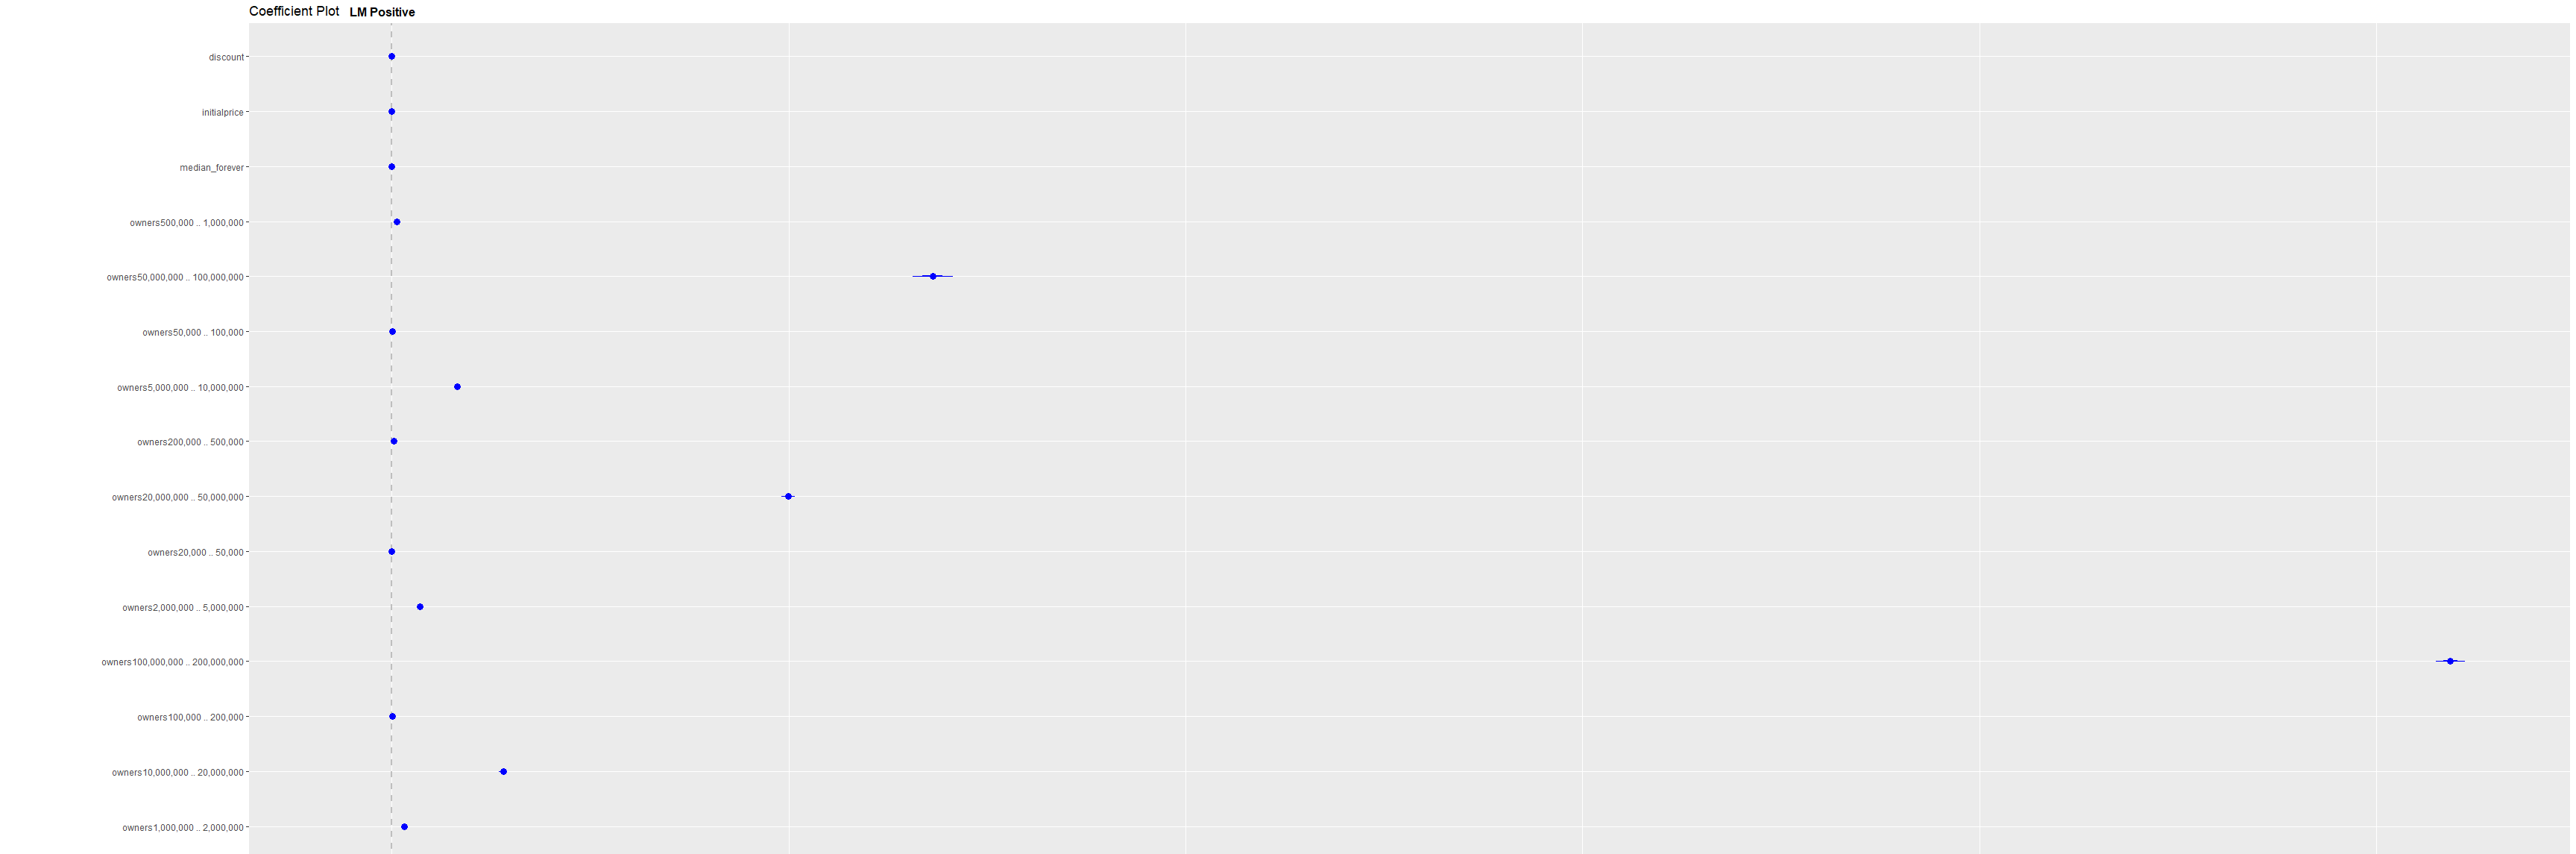 Coefficient Plot LM Positive
discount
initialprice
median_forever
owners500,000 .. 1,000,000
owners50,000,000 .. 100,000,000
owners50,000 .. 100,000
owners5,000,000 .. 10,000,000
owners200,000 .. 500,000
owners20,000,000 .. 50,000,000
owners20,000 .. 50,000
owners2,000,000 .. 5,000,000
owners100,000,000 .. 200,000,000
owners100,000 .. 200,000
owners10,000,000 .. 20,000,000
owners1,000,000 .. 2,000,000